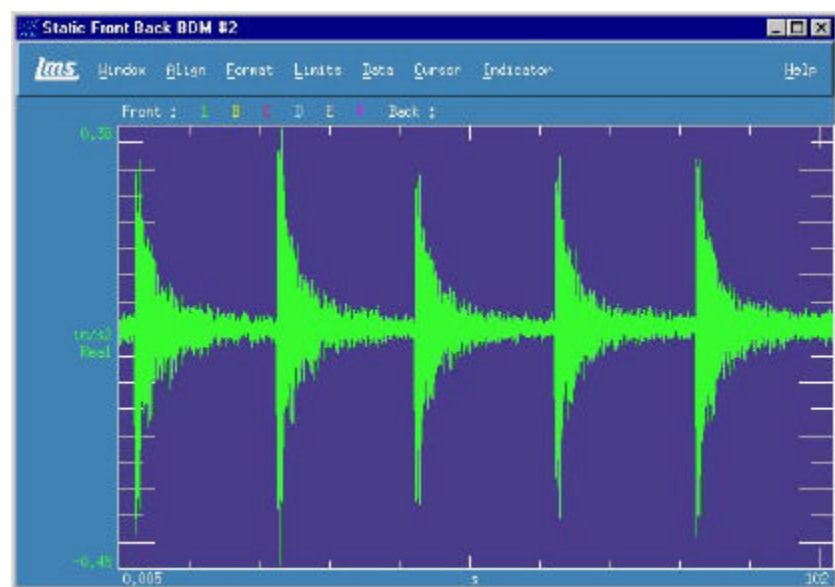 Static Front Back BDM #2
lms Window Align Format Limits Data Cursor Indicator Help
Front : 1 B C D E F Back :
0.38
m/s2
Real
-0.45
0.005 s 102